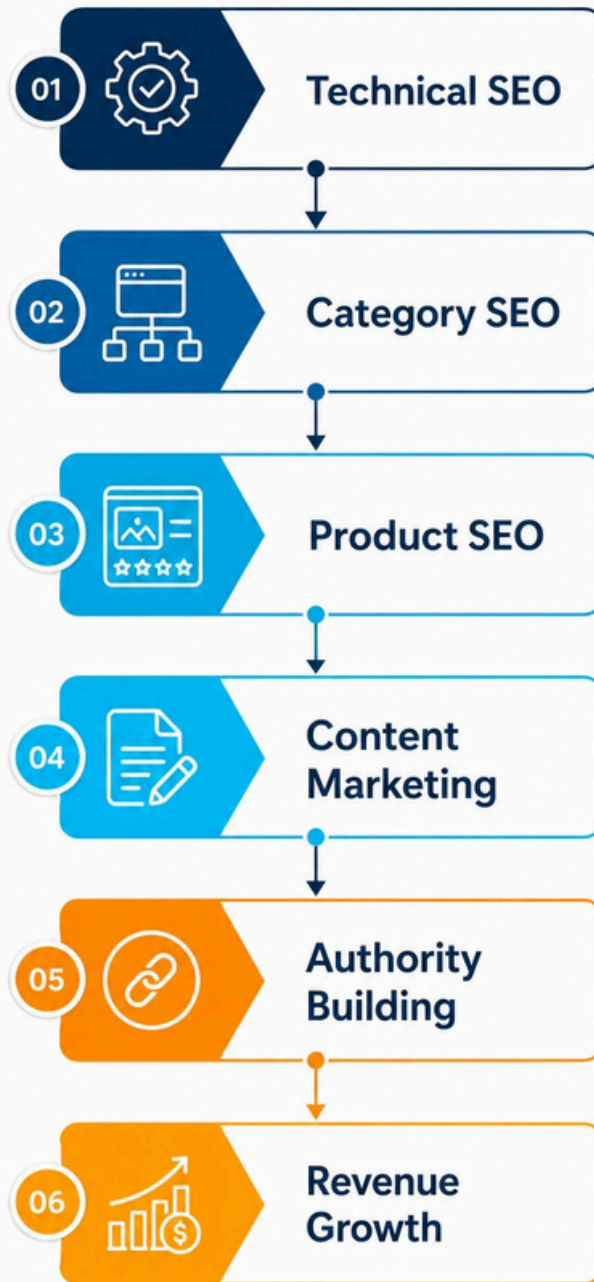 01
Technical SEO
02
Category SEO
03
Product SEO
04
Content
Marketing
05
Authority
Building
06
Revenue
Growth
$